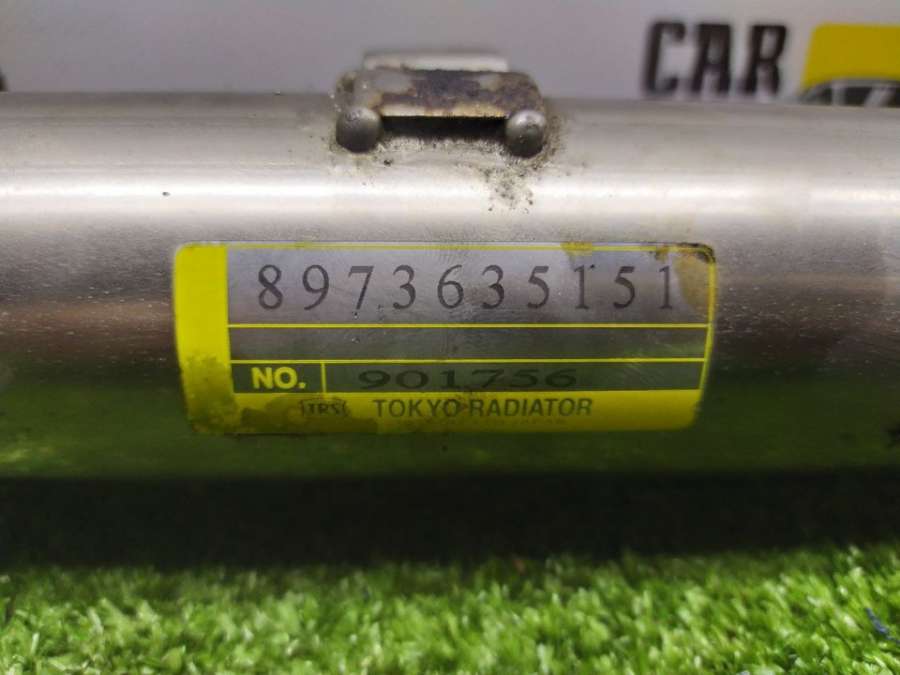 CAR
8973635151
NO. 901756
TRS TOKYO RADIATOR